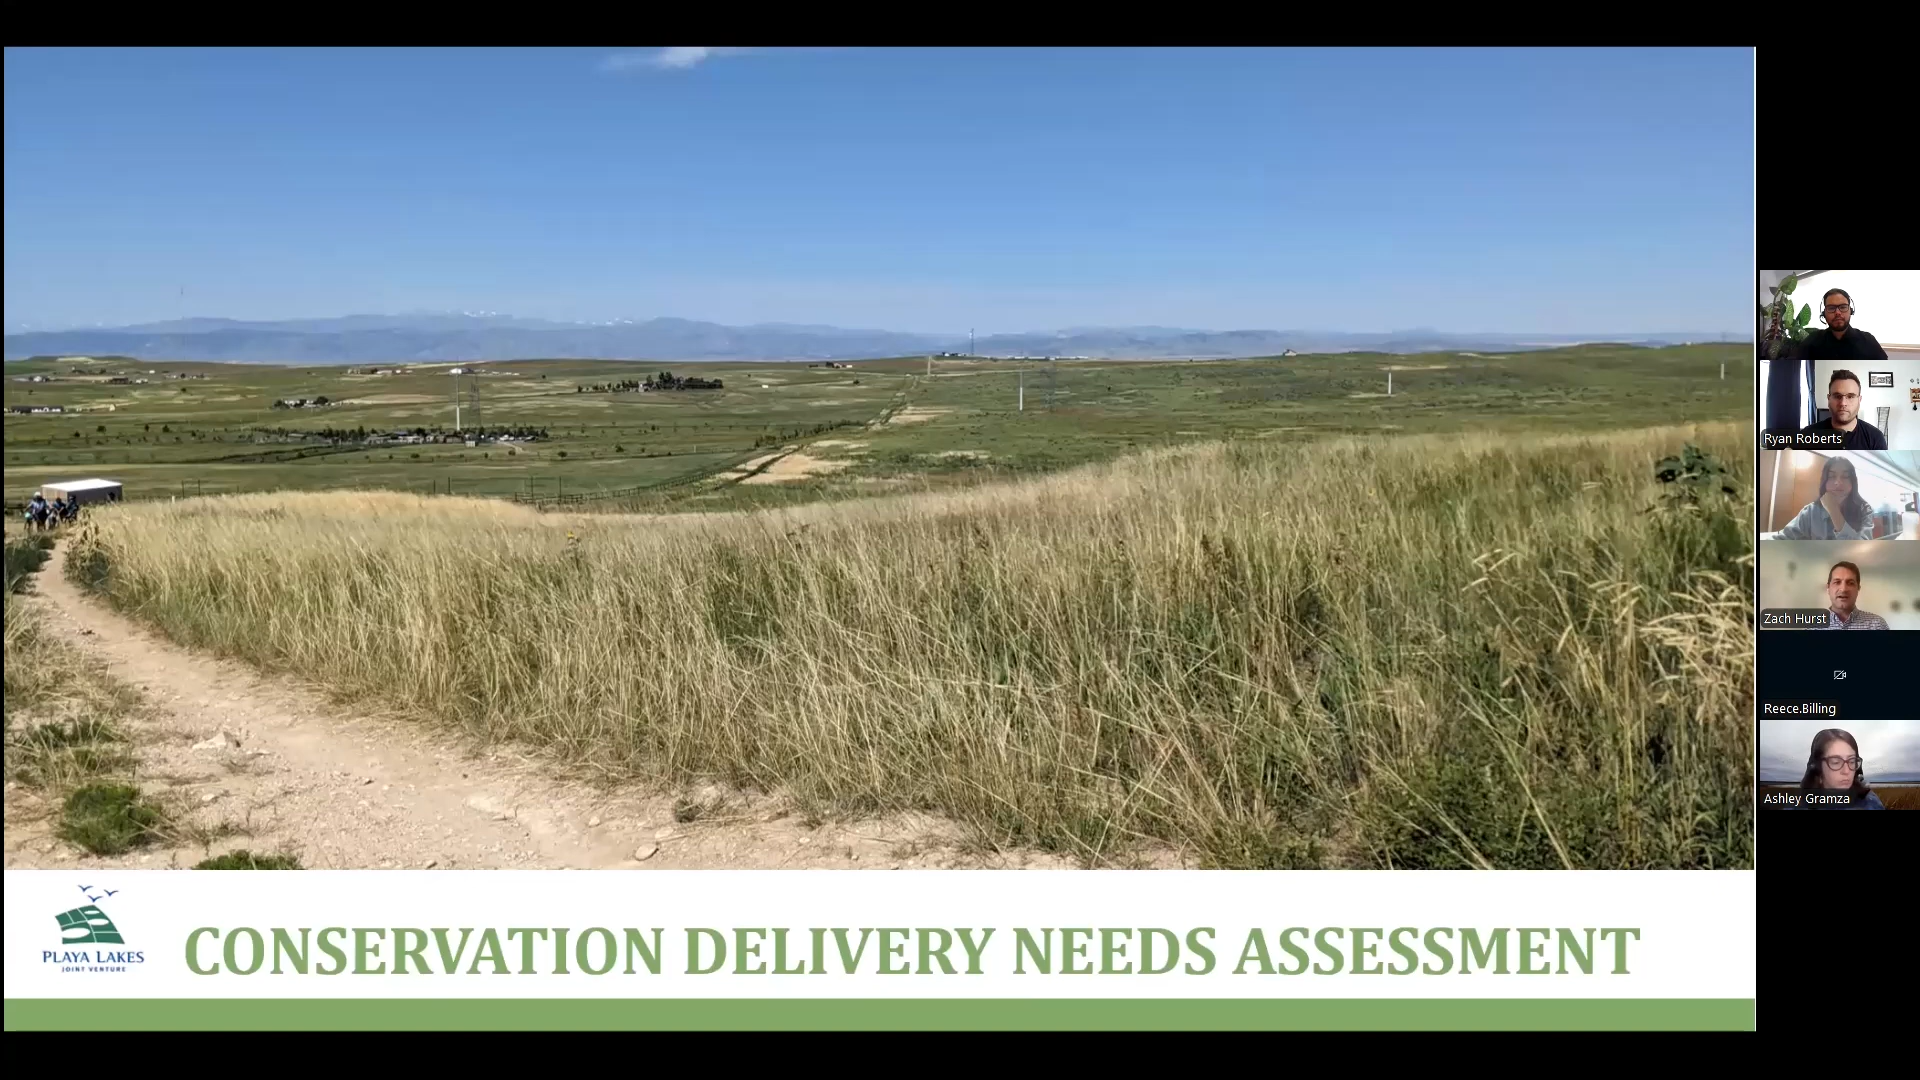 PLAYA LAKES
JOINT VENTURE
CONSERVATION DELIVERY NEEDS ASSESSMENT
Ryan Roberts
Zach Hurst
Reece.Billing
Ashley Gramza